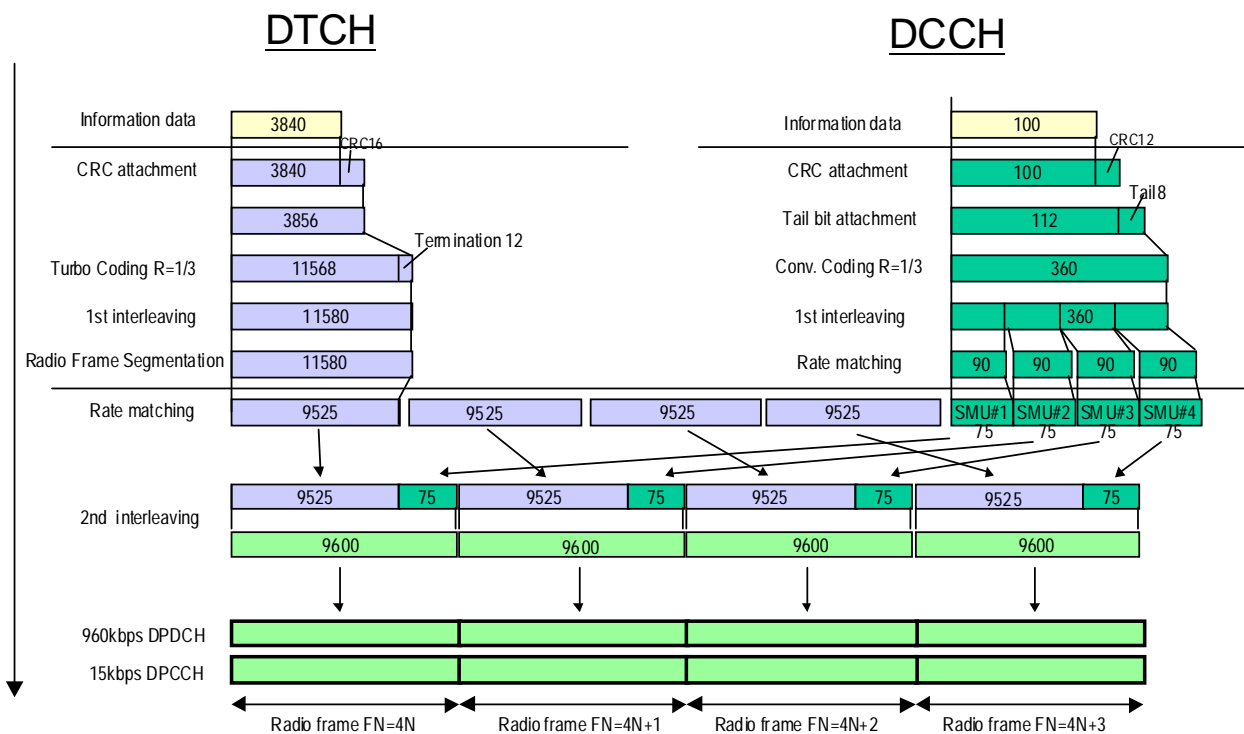 DTCH
DCCH
Information data
3840
Information data
100
CRC16
CRC12
CRC attachment
3840
CRC attachment
100
Tail8
3856
Tail bit attachment
112
Termination 12
Turbo Coding R=1/3
11568
Conv. Coding R=1/3
360
1st interleaving
11580
1st interleaving
360
Radio Frame Segmentation
11580
Rate matching
90
90
90
90
Rate matching
9525
9525
9525
9525
SMU#1
75
SMU#2
75
SMU#3
75
SMU#4
75
2nd interleaving
9525
75
9525
75
9525
75
9525
75
9600
9600
9600
9600
960kbps DPDCH
15kbps DPCCH
Radio frame FN=4N
Radio frame FN=4N+1
Radio frame FN=4N+2
Radio frame FN=4N+3